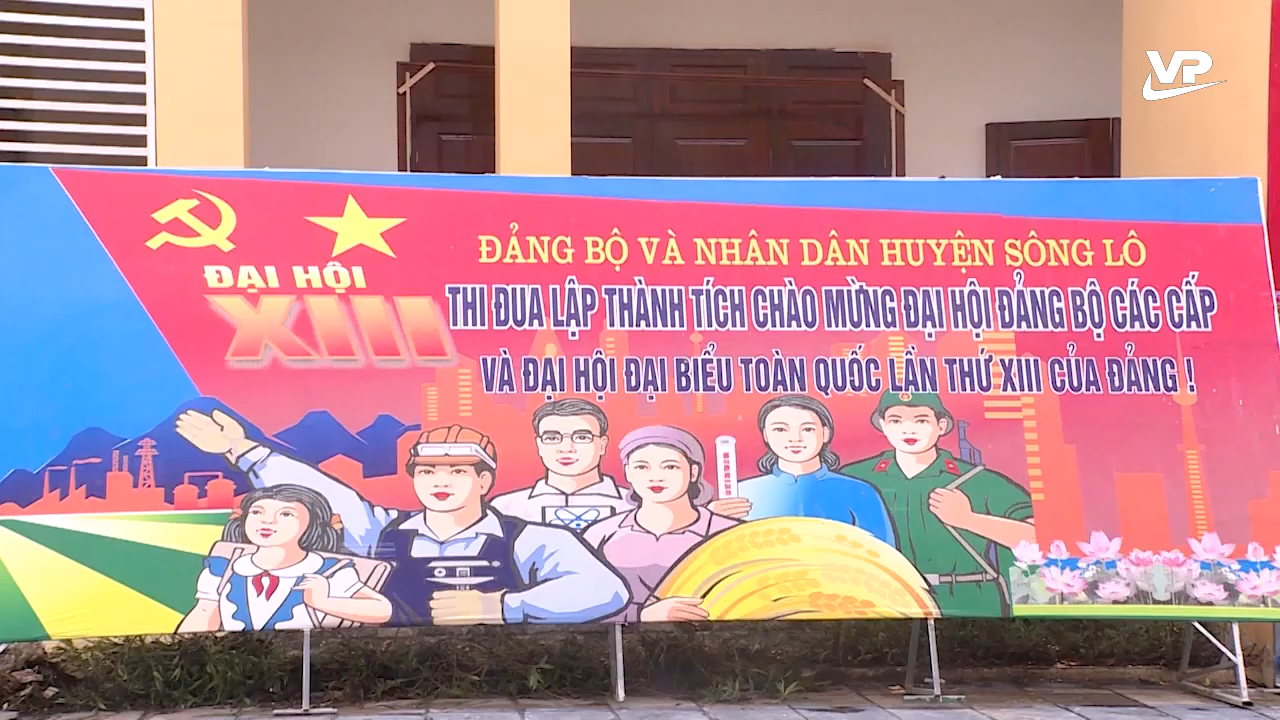 VP
ĐẢNG BỘ VÀ NHÂN DÂN HUYỆN SÔNG LÔ
ĐẠI HỘI
XIII
THI ĐUA LẬP THÀNH TÍCH CHÀO MỪNG ĐẠI HỘI ĐẢNG BỘ CÁC CẤP
VÀ ĐẠI HỘI ĐẠI BIỂU TOÀN QUỐC LẦN THỨ XIII CỦA ĐẢNG !